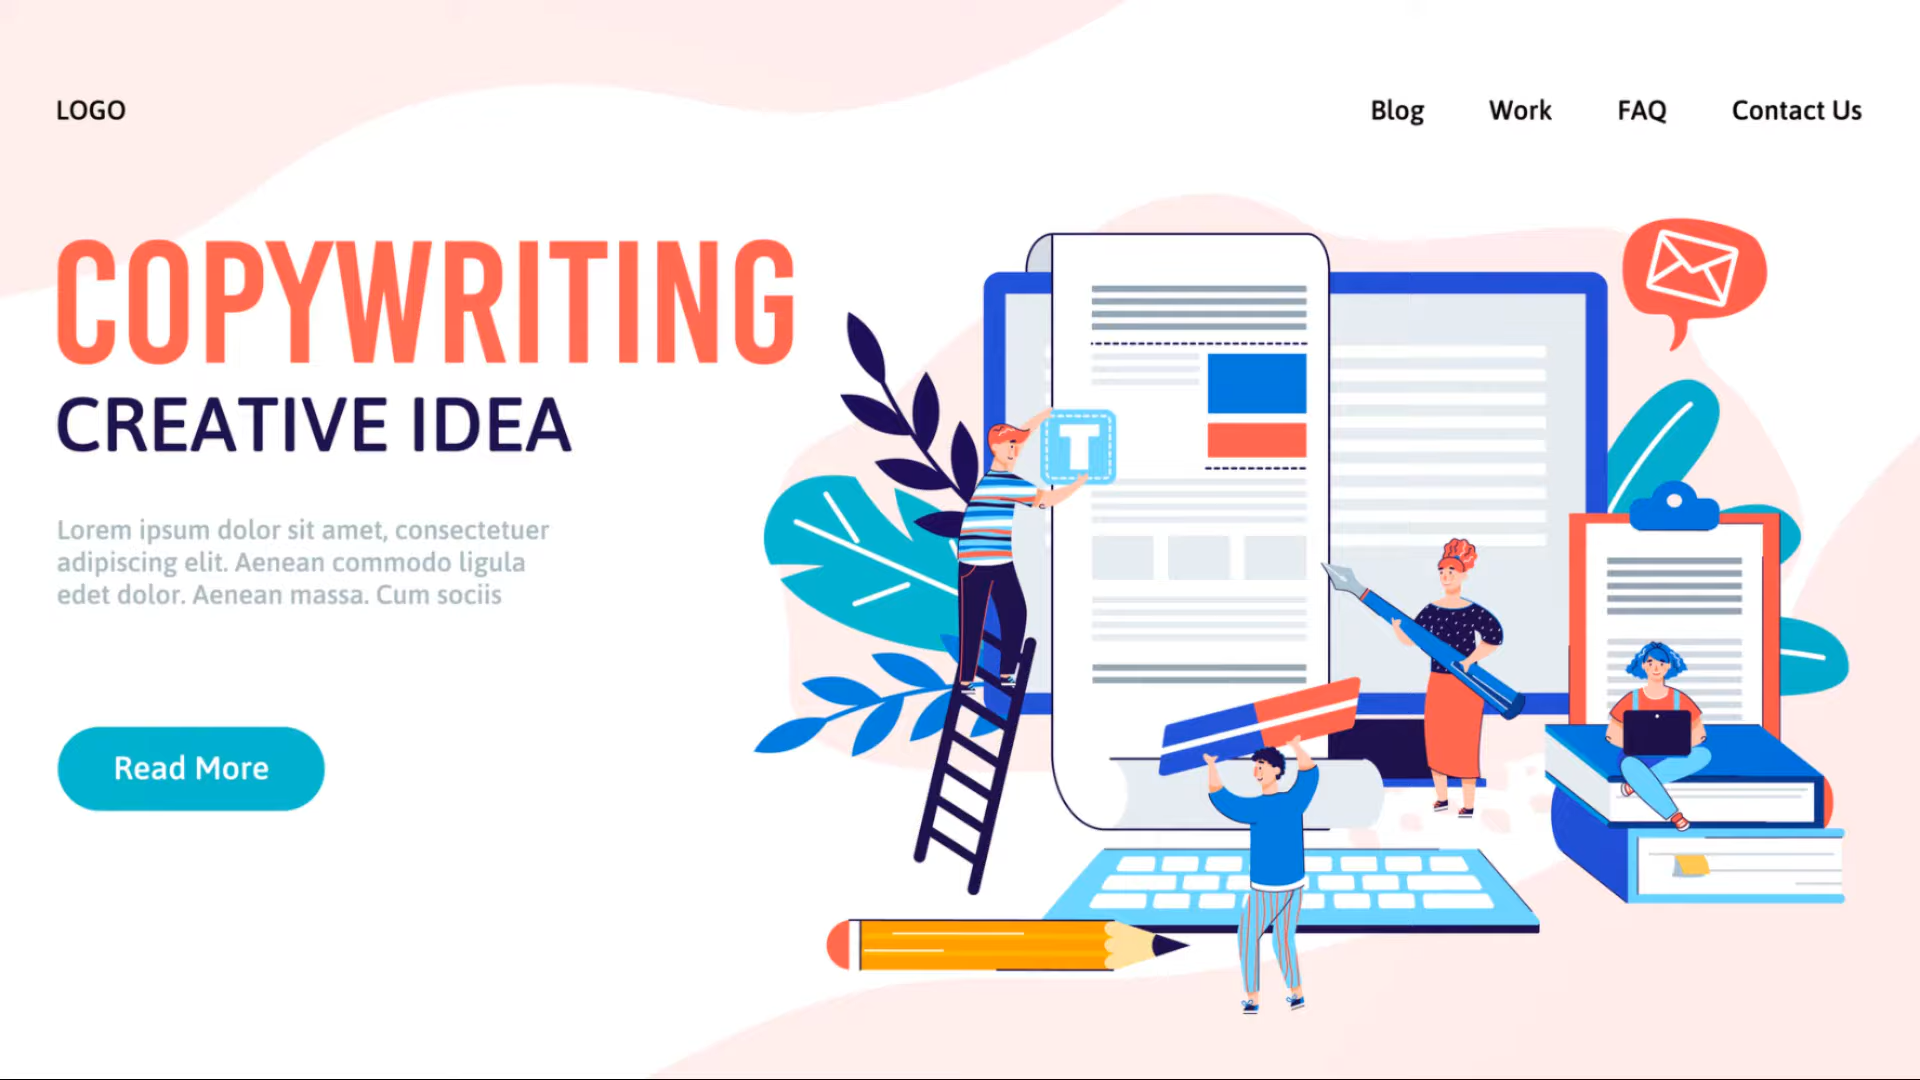 LOGO
Blog
Work
FAQ
Contact Us
COPYWRITING
CREATIVE IDEA
Lorem ipsum dolor sit amet, consectetuer
adipiscing elit. Aenean commodo ligula
edet dolor. Aenean massa. Cum sociis
Read More
T